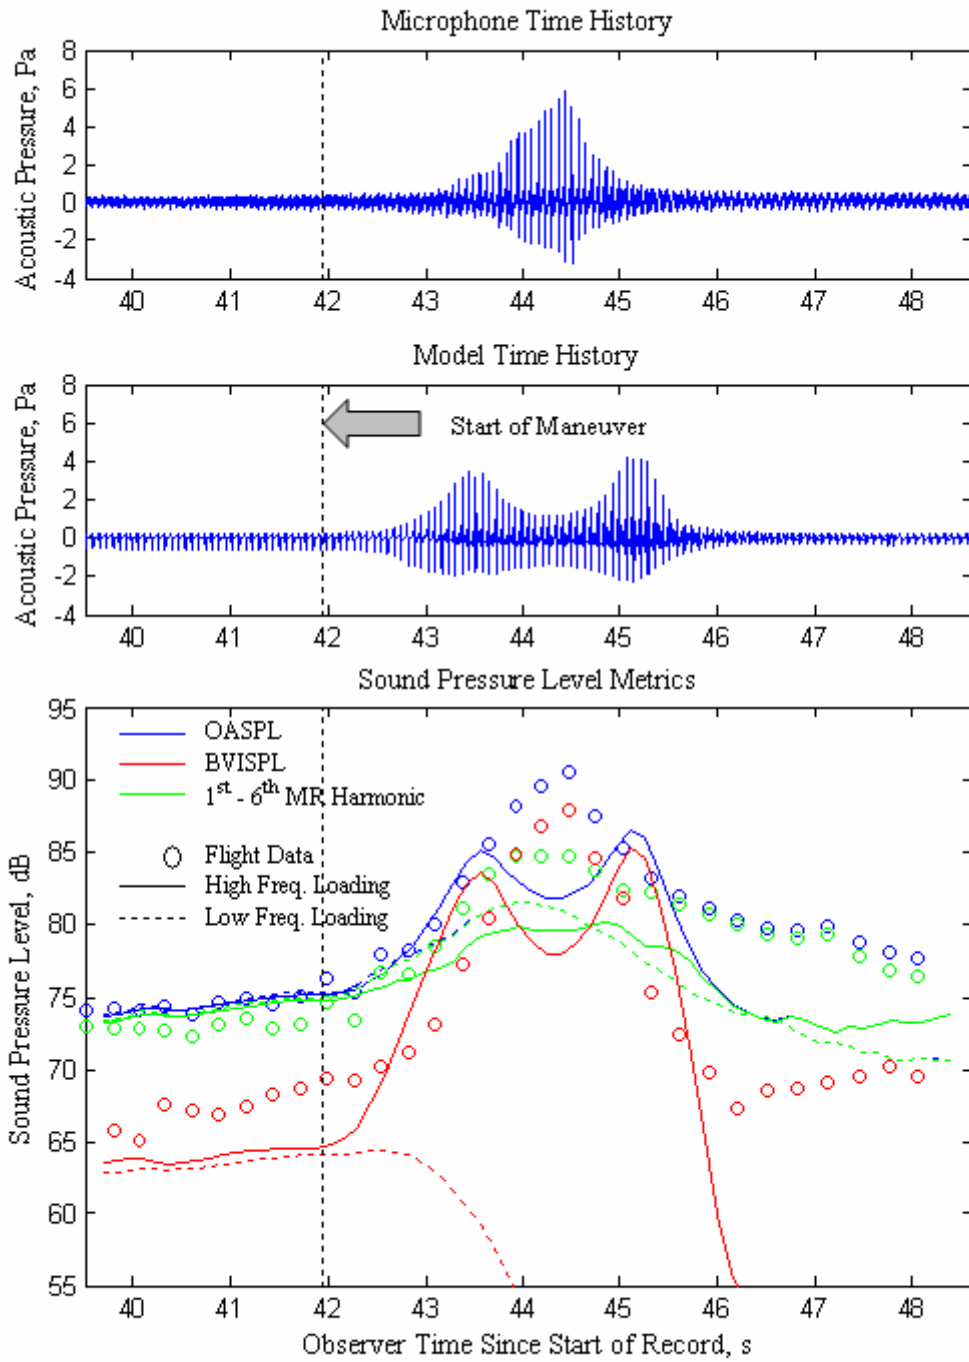 Microphone Time History
Acoustic Pressure, Pa
8
6
4
2
0
-2
-4
40 41 42 43 44 45 46 47 48
Model Time History
Acoustic Pressure, Pa
8
6
4
2
0
-2
-4
Start of Maneuver
40 41 42 43 44 45 46 47 48
Sound Pressure Level Metrics
Sound Pressure Level, dB
95
90
85
80
75
70
65
60
55
OASPL
BVISPL
1st - 6th MR Harmonic
Flight Data
High Freq. Loading
Low Freq. Loading
40 41 42 43 44 45 46 47 48
Observer Time Since Start of Record, s